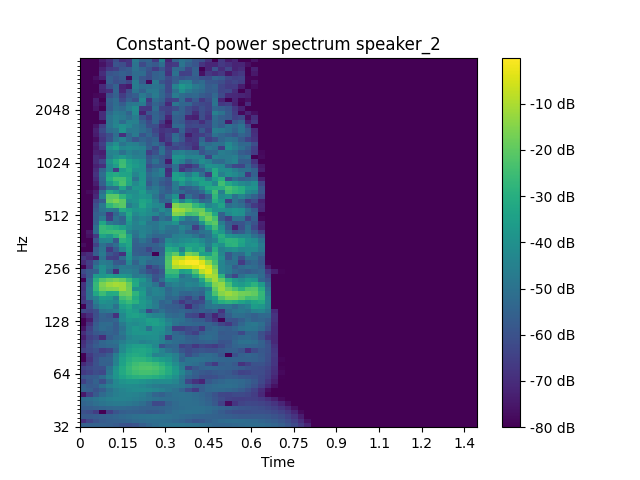 Constant-Q power spectrum speaker_2
Hz
2048
1024
512
256
128
64
32
0 0.15 0.3 0.45 0.6 0.75 0.9 1.1 1.2 1.4
Time
-10 dB
-20 dB
-30 dB
-40 dB
-50 dB
-60 dB
-70 dB
-80 dB